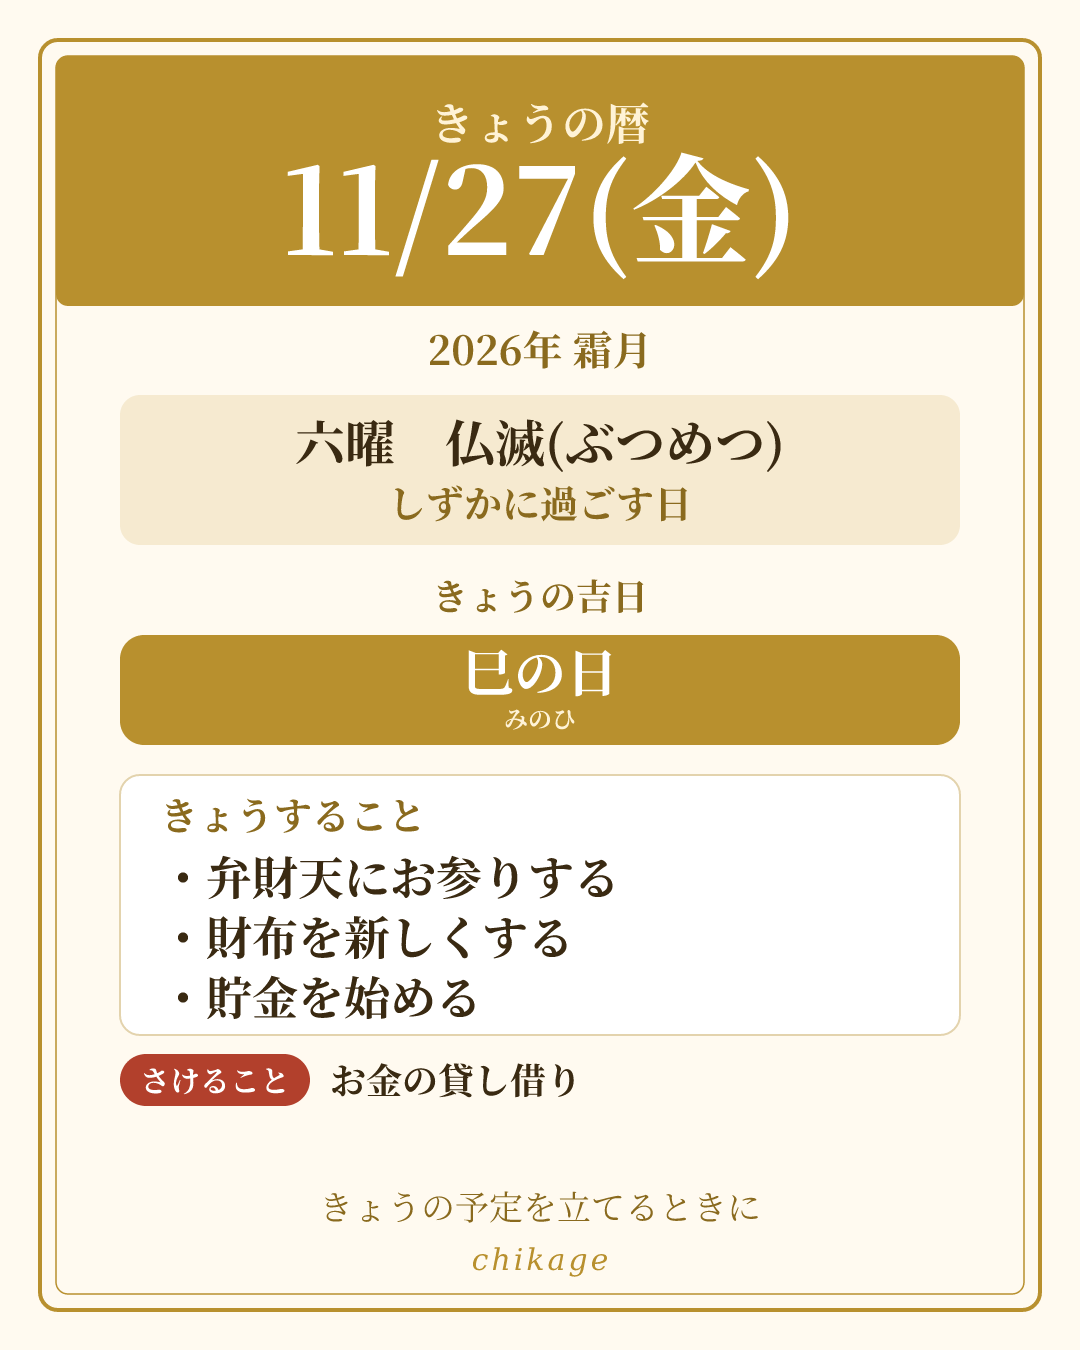 きょうの暦
11/27(金)
2026年 霜月
六曜　仏滅(ぶつめつ)
しずかに過ごす日
きょうの吉日
巳の日
みのひ
きょうすること
・弁財天にお参りする
・財布を新しくする
・貯金を始める
さけること お金の貸し借り
きょうの予定を立てるときに
chikage